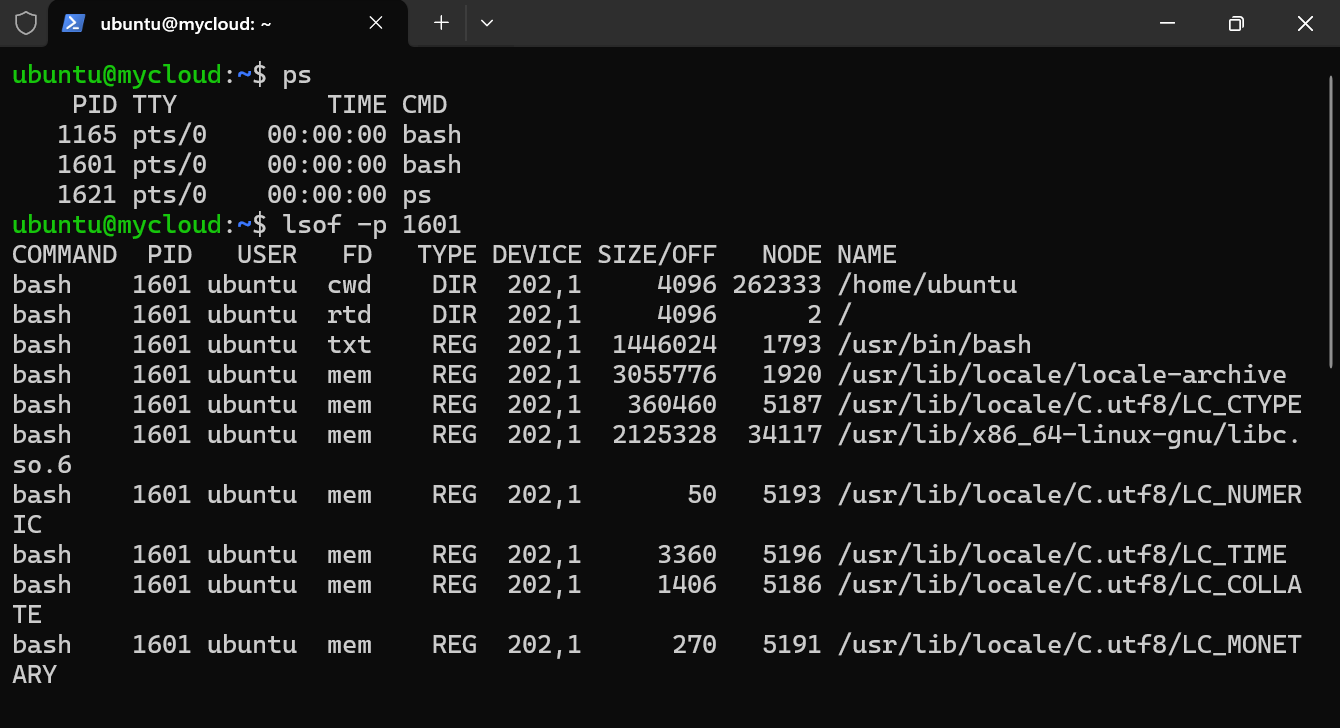 ubuntu@mycloud: ~
ubuntu@mycloud:~$ ps
    PID TTY          TIME CMD
   1165 pts/0    00:00:00 bash
   1601 pts/0    00:00:00 bash
   1621 pts/0    00:00:00 ps
ubuntu@mycloud:~$ lsof -p 1601
COMMAND  PID   USER   FD   TYPE DEVICE SIZE/OFF   NODE NAME
bash    1601 ubuntu  cwd    DIR  202,1     4096 262333 /home/ubuntu
bash    1601 ubuntu  rtd    DIR  202,1     4096      2 /
bash    1601 ubuntu  txt    REG  202,1  1446024   1793 /usr/bin/bash
bash    1601 ubuntu  mem    REG  202,1  3055776   1920 /usr/lib/locale/locale-archive
bash    1601 ubuntu  mem    REG  202,1   360460   5187 /usr/lib/locale/C.utf8/LC_CTYPE
bash    1601 ubuntu  mem    REG  202,1  2125328  34117 /usr/lib/x86_64-linux-gnu/libc.
so.6
bash    1601 ubuntu  mem    REG  202,1       50   5193 /usr/lib/locale/C.utf8/LC_NUMER
IC
bash    1601 ubuntu  mem    REG  202,1     3360   5196 /usr/lib/locale/C.utf8/LC_TIME
bash    1601 ubuntu  mem    REG  202,1     1406   5186 /usr/lib/locale/C.utf8/LC_COLLA
TE
bash    1601 ubuntu  mem    REG  202,1      270   5191 /usr/lib/locale/C.utf8/LC_MONET
ARY